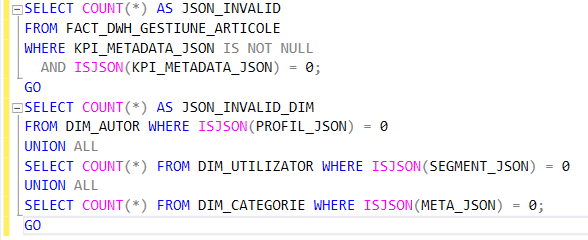 SELECT COUNT(*) AS JSON_INVALID
FROM FACT_DWH_GESTIUNE_ARTICOLE
WHERE KPI_METADATA_JSON IS NOT NULL
  AND ISJSON(KPI_METADATA_JSON) = 0;
GO
SELECT COUNT(*) AS JSON_INVALID_DIM
FROM DIM_AUTOR WHERE ISJSON(PROFIL_JSON) = 0
UNION ALL
SELECT COUNT(*) FROM DIM_UTILIZATOR WHERE ISJSON(SEGMENT_JSON) = 0
UNION ALL
SELECT COUNT(*) FROM DIM_CATEGORIE WHERE ISJSON(META_JSON) = 0;
GO